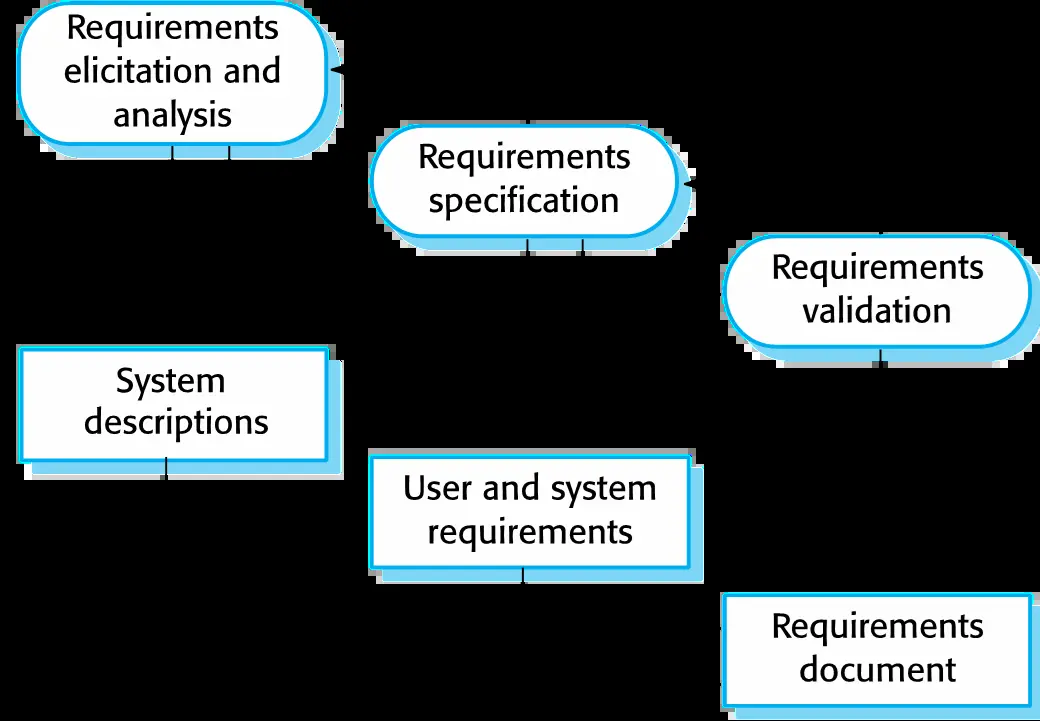 Requirements
elicitation and
analysis
Requirements
specification
Requirements
validation
System
descriptions
User and system
requirements
Requirements
document